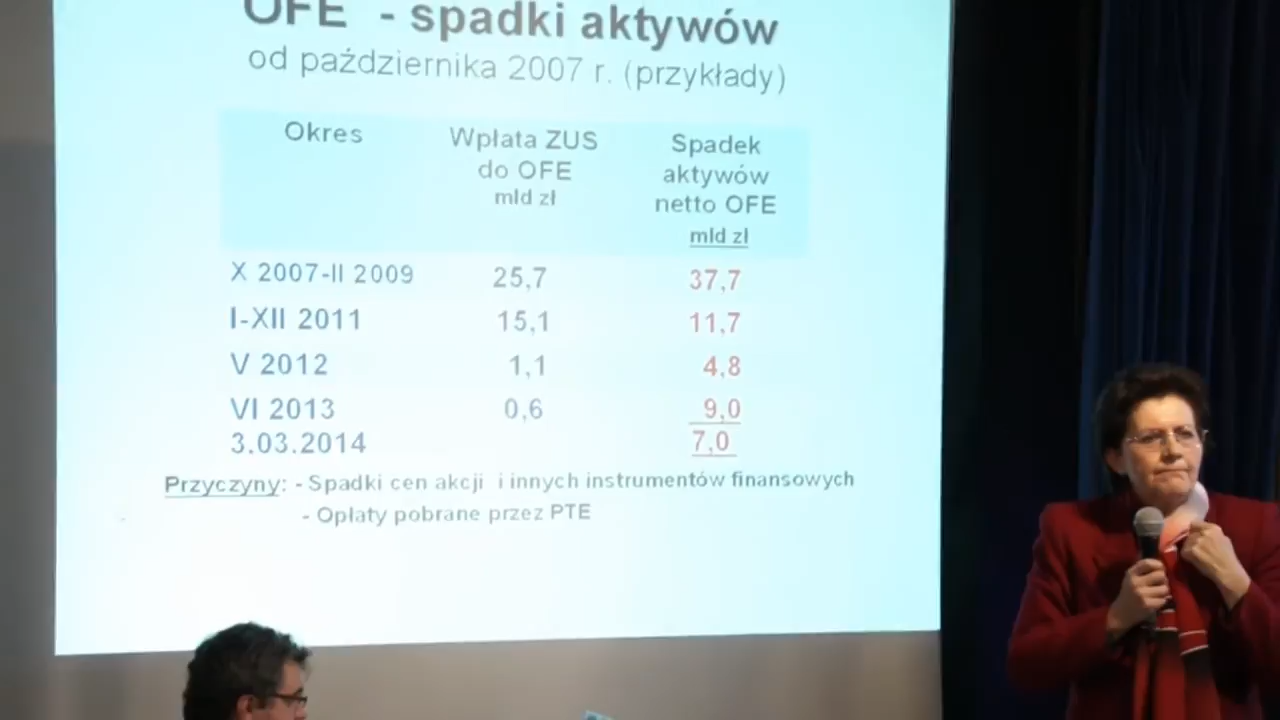 OFE - spadki aktywów
od października 2007 r. (przykłady)
Okres
Wpłata ZUS
do OFE
mld zł
Spadek
aktywów
netto OFE
mld zł
X 2007-II 2009 25,7 37,7
I-XII 2011 15,1 11,7
V 2012 1,1 4,8
VI 2013 0,6 9,0
3.03.2014 7,0
Przyczyny: - Spadki cen akcji i innych instrumentów finansowych
- Opłaty pobrane przez PTE